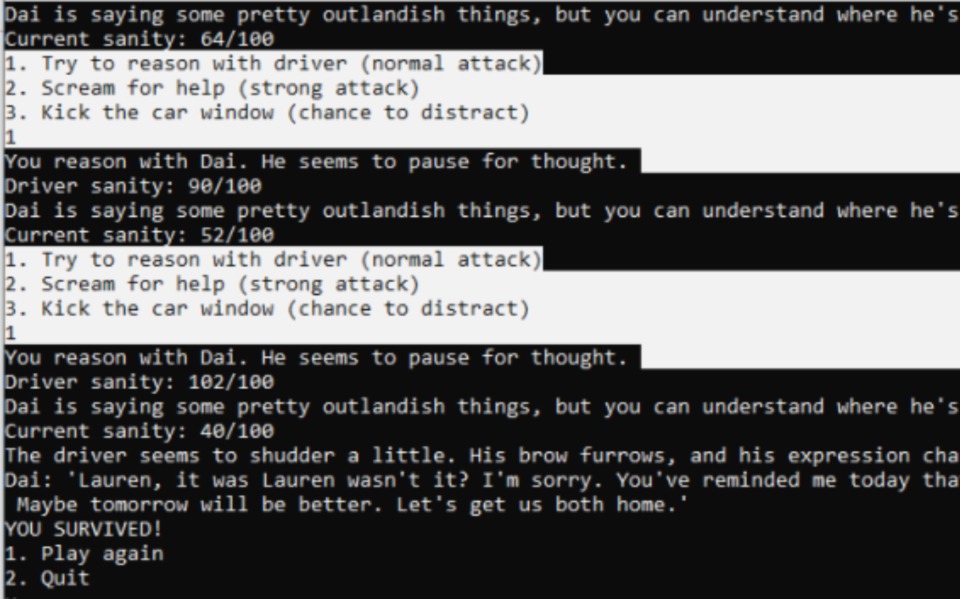 Dai is saying some pretty outlandish things, but you can understand where he's
Current sanity: 64/100
1. Try to reason with driver (normal attack)
2. Scream for help (strong attack)
3. Kick the car window (chance to distract)
1
You reason with Dai. He seems to pause for thought.
Driver sanity: 90/100
Dai is saying some pretty outlandish things, but you can understand where he's
Current sanity: 52/100
1. Try to reason with driver (normal attack)
2. Scream for help (strong attack)
3. Kick the car window (chance to distract)
1
You reason with Dai. He seems to pause for thought.
Driver sanity: 102/100
Dai is saying some pretty outlandish things, but you can understand where he's
Current sanity: 40/100
The driver seems to shudder a little. His brow furrows, and his expression cha
Dai: 'Lauren, it was Lauren wasn't it? I'm sorry. You've reminded me today tha
Maybe tomorrow will be better. Let's get us both home.'
YOU SURVIVED!
1. Play again
2. Quit